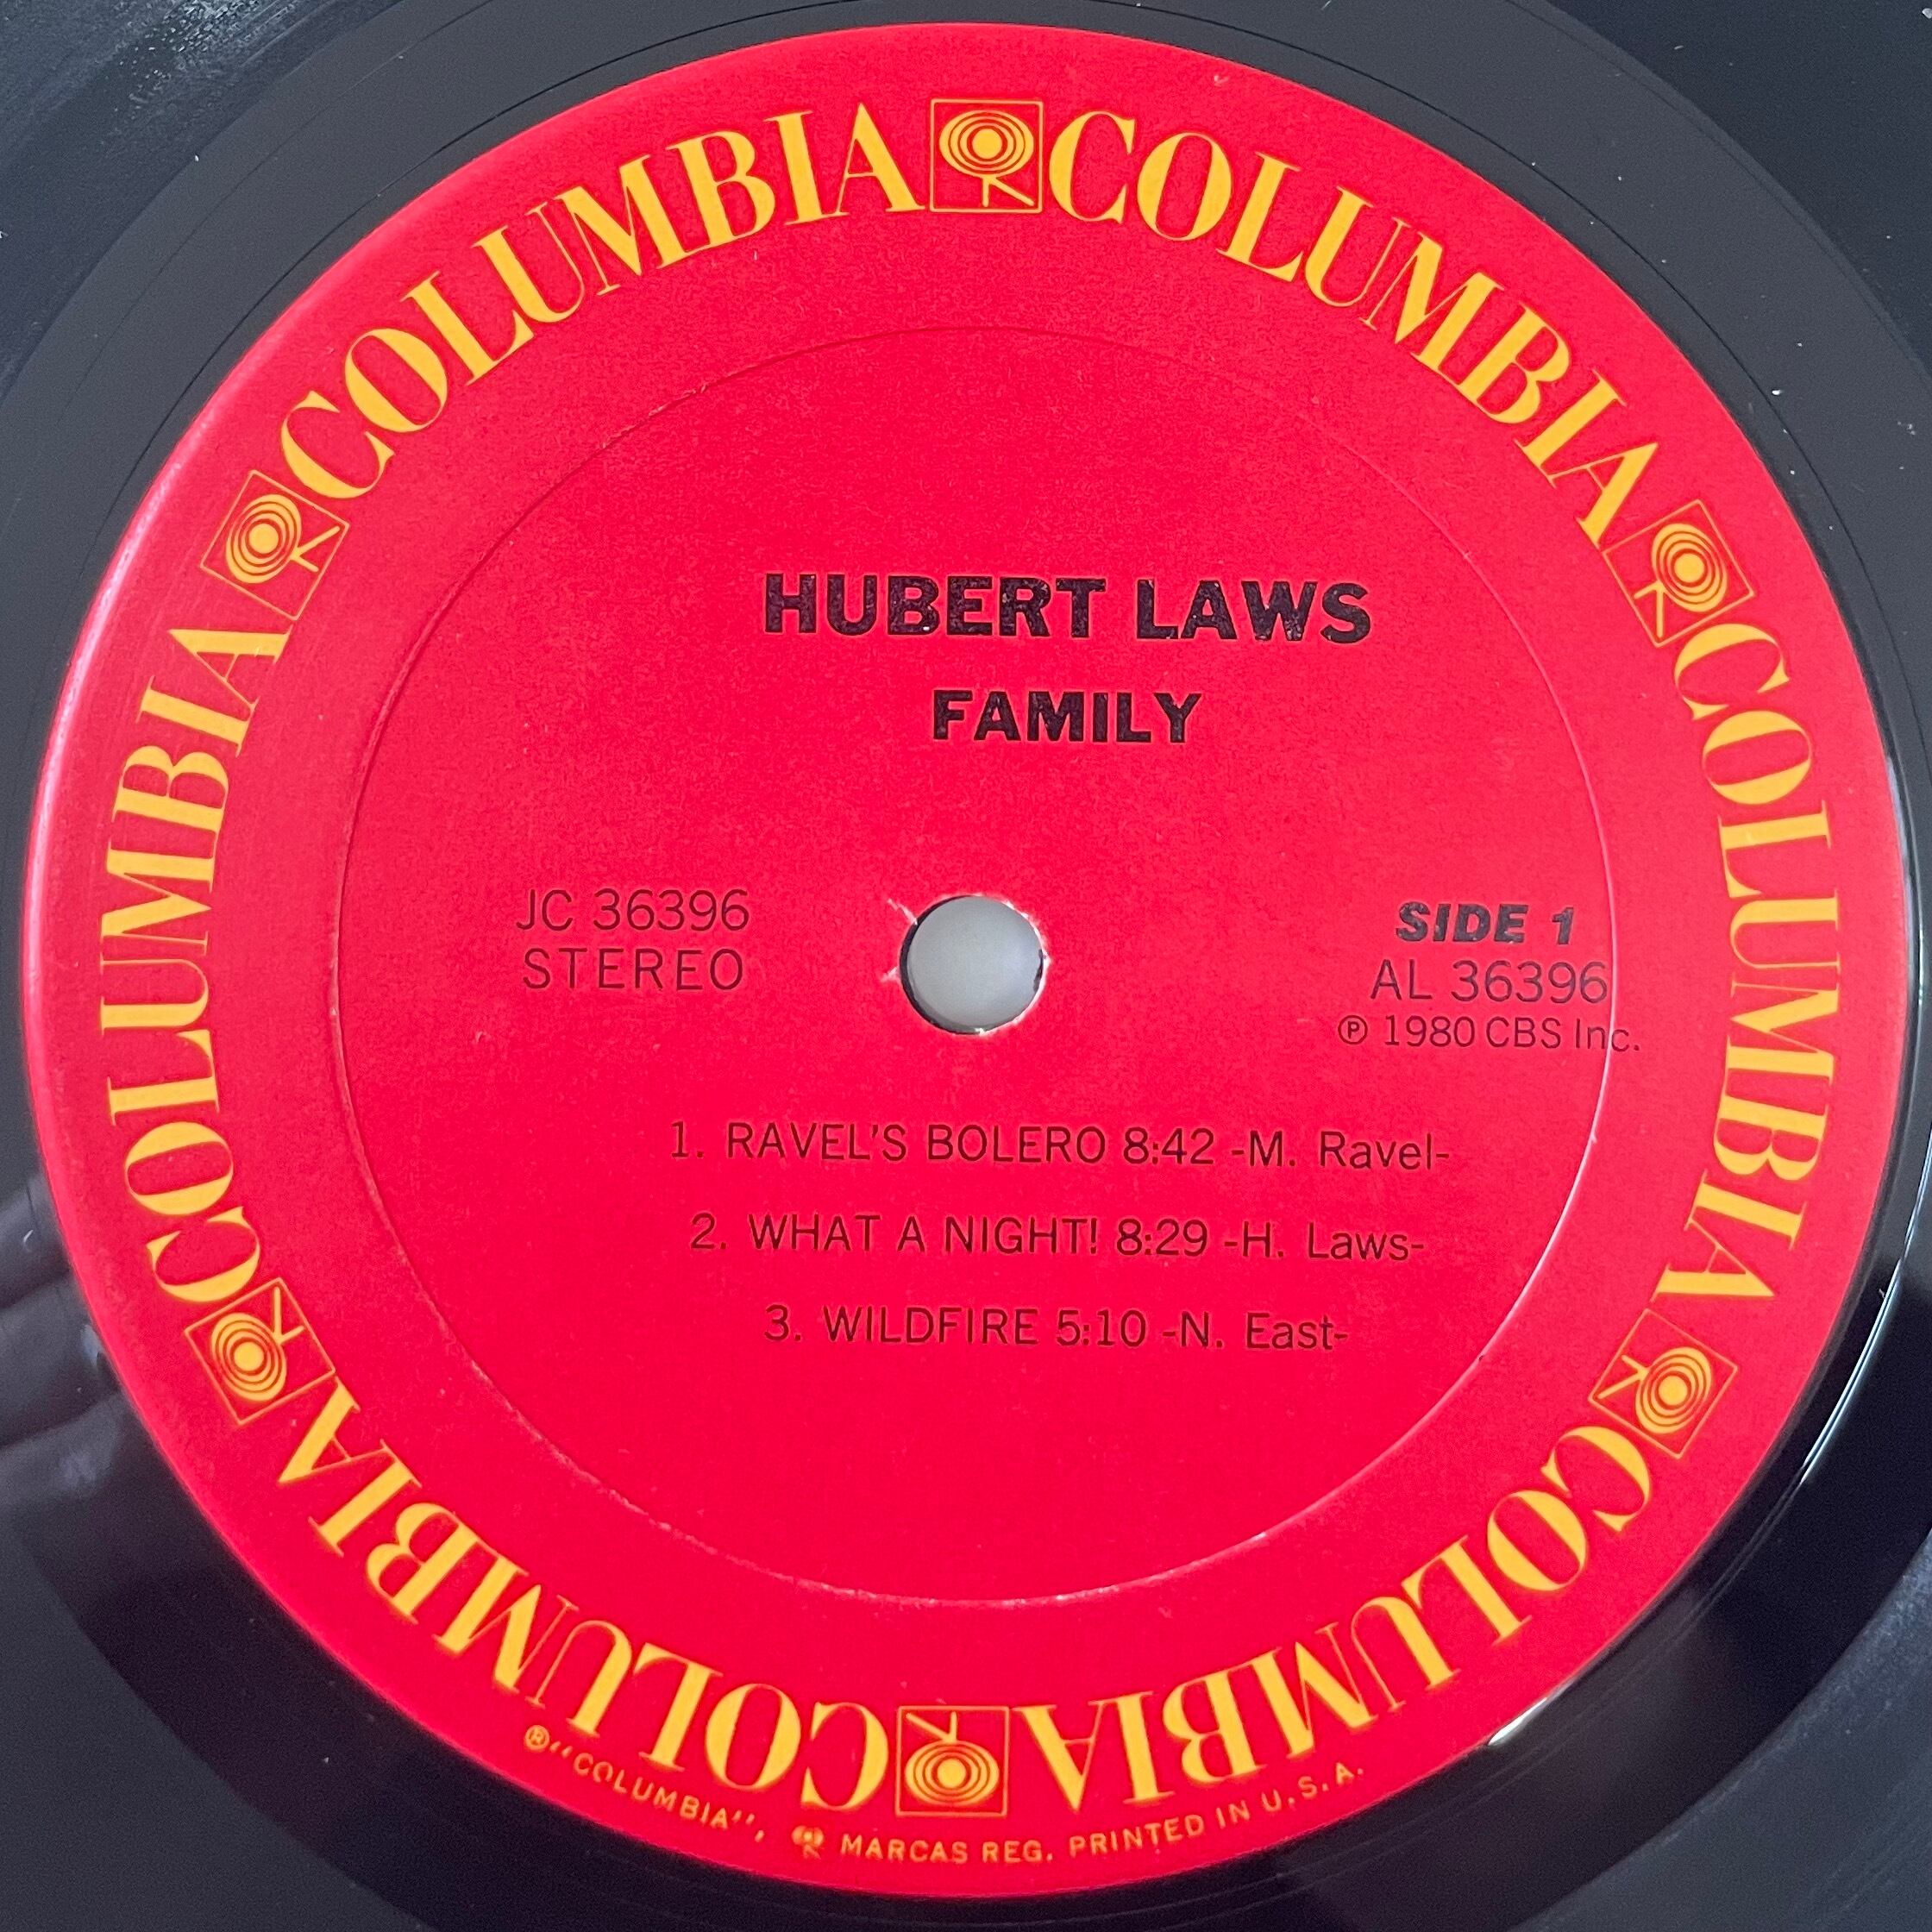 COLUMBIA COLUMBIA COLUMBIA COLUMBIA COLUMBIA COLUMBIA
HUBERT LAWS
FAMILY
JC 36396
STEREO
SIDE 1
AL 36396
℗ 1980 CBS Inc.
1. RAVEL'S BOLERO 8:42 -M. Ravel-
2. WHAT A NIGHT! 8:29 -H. Laws-
3. WILDFIRE 5:10 -N. East-
®"COLUMBIA", MARCAS REG. PRINTED IN U.S.A.